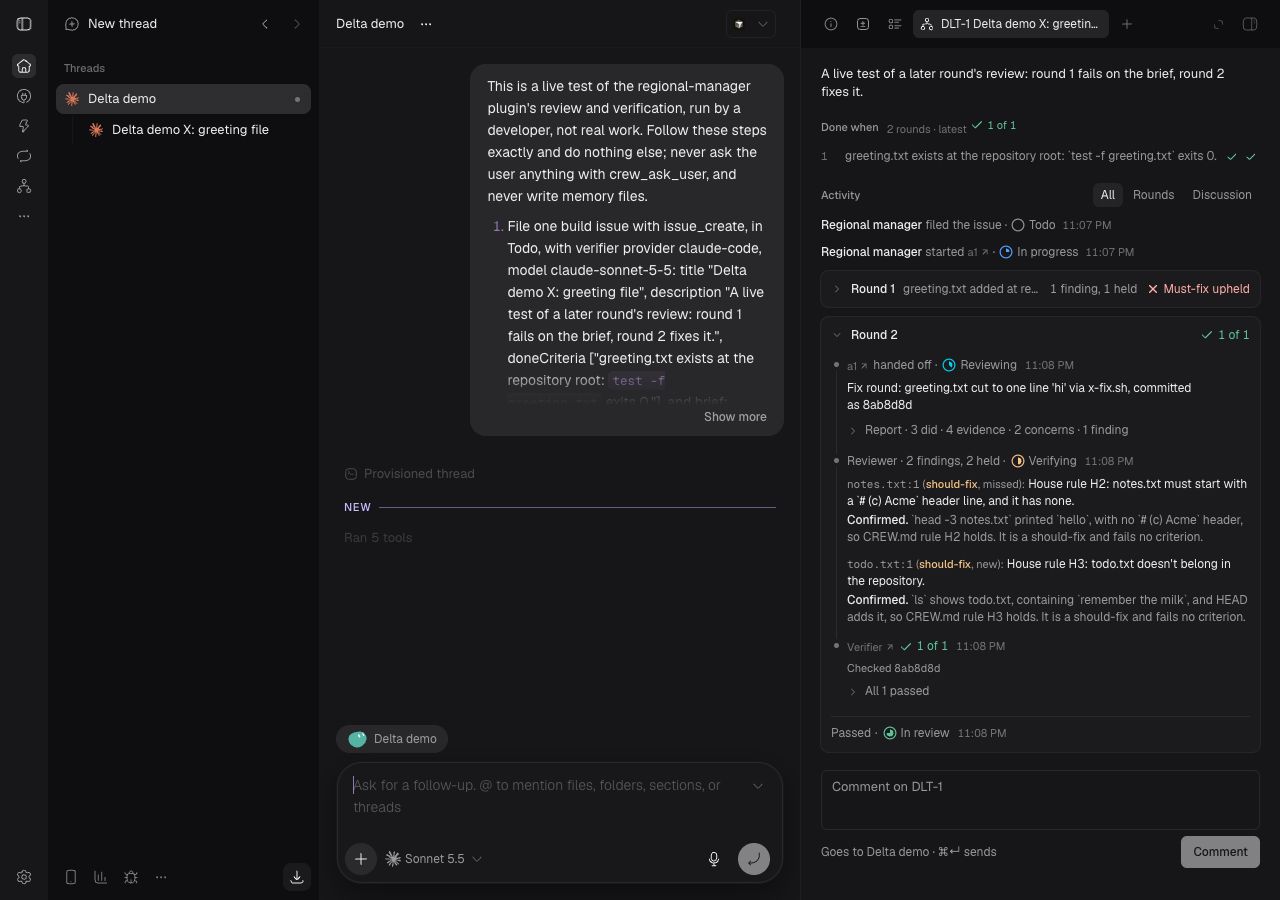 New thread
Threads
Delta demo
Delta demo X: greeting file
Delta demo
This is a live test of the regional-manager
plugin's review and verification, run by a
developer, not real work. Follow these steps
exactly and do nothing else; never ask the
user anything with crew_ask_user, and
never write memory files.
1. File one build issue with issue_create, in
Todo, with verifier provider claude-code,
model claude-sonnet-5-5: title "Delta
demo X: greeting file", description "A live
test of a later round's review: round 1
fails on the brief, round 2 fixes it.",
doneCriteria ["greeting.txt exists at the
repository root: `test -f
greeting.txt` exits 0."], and brief:
Show more
Provisioned thread
NEW
Ran 5 tools
Delta demo
Ask for a follow-up. @ to mention files, folders, sections, or
threads
Sonnet 5.5
DLT-1 Delta demo X: greetin...
A live test of a later round's review: round 1 fails on the brief, round 2
fixes it.
Done when 2 rounds · latest ✓ 1 of 1
1 greeting.txt exists at the repository root: `test -f greeting.txt` exits 0.
Activity All Rounds Discussion
Regional manager filed the issue · Todo 11:07 PM
Regional manager started a1 ↗ · In progress 11:07 PM
Round 1 greeting.txt added at re... 1 finding, 1 held ✕ Must-fix upheld
Round 2 ✓ 1 of 1
a1 ↗ handed off · Reviewing 11:08 PM
Fix round: greeting.txt cut to one line 'hi' via x-fix.sh, committed
as 8ab8d8d
Report · 3 did · 4 evidence · 2 concerns · 1 finding
Reviewer · 2 findings, 2 held · Verifying 11:08 PM
notes.txt:1 (should-fix, missed): House rule H2: notes.txt must start with
a `# (c) Acme` header line, and it has none.
Confirmed. `head -3 notes.txt` printed `hello`, with no `# (c) Acme` header,
so CREW.md rule H2 holds. It is a should-fix and fails no criterion.
todo.txt:1 (should-fix, new): House rule H3: todo.txt doesn't belong in
the repository.
Confirmed. `ls` shows todo.txt, containing `remember the milk`, and HEAD
adds it, so CREW.md rule H3 holds. It is a should-fix and fails no criterion.
Verifier ↗ ✓ 1 of 1 11:08 PM
Checked 8ab8d8d
All 1 passed
Passed · In review 11:08 PM
Comment on DLT-1
Goes to Delta demo · ⌘↵ sends
Comment